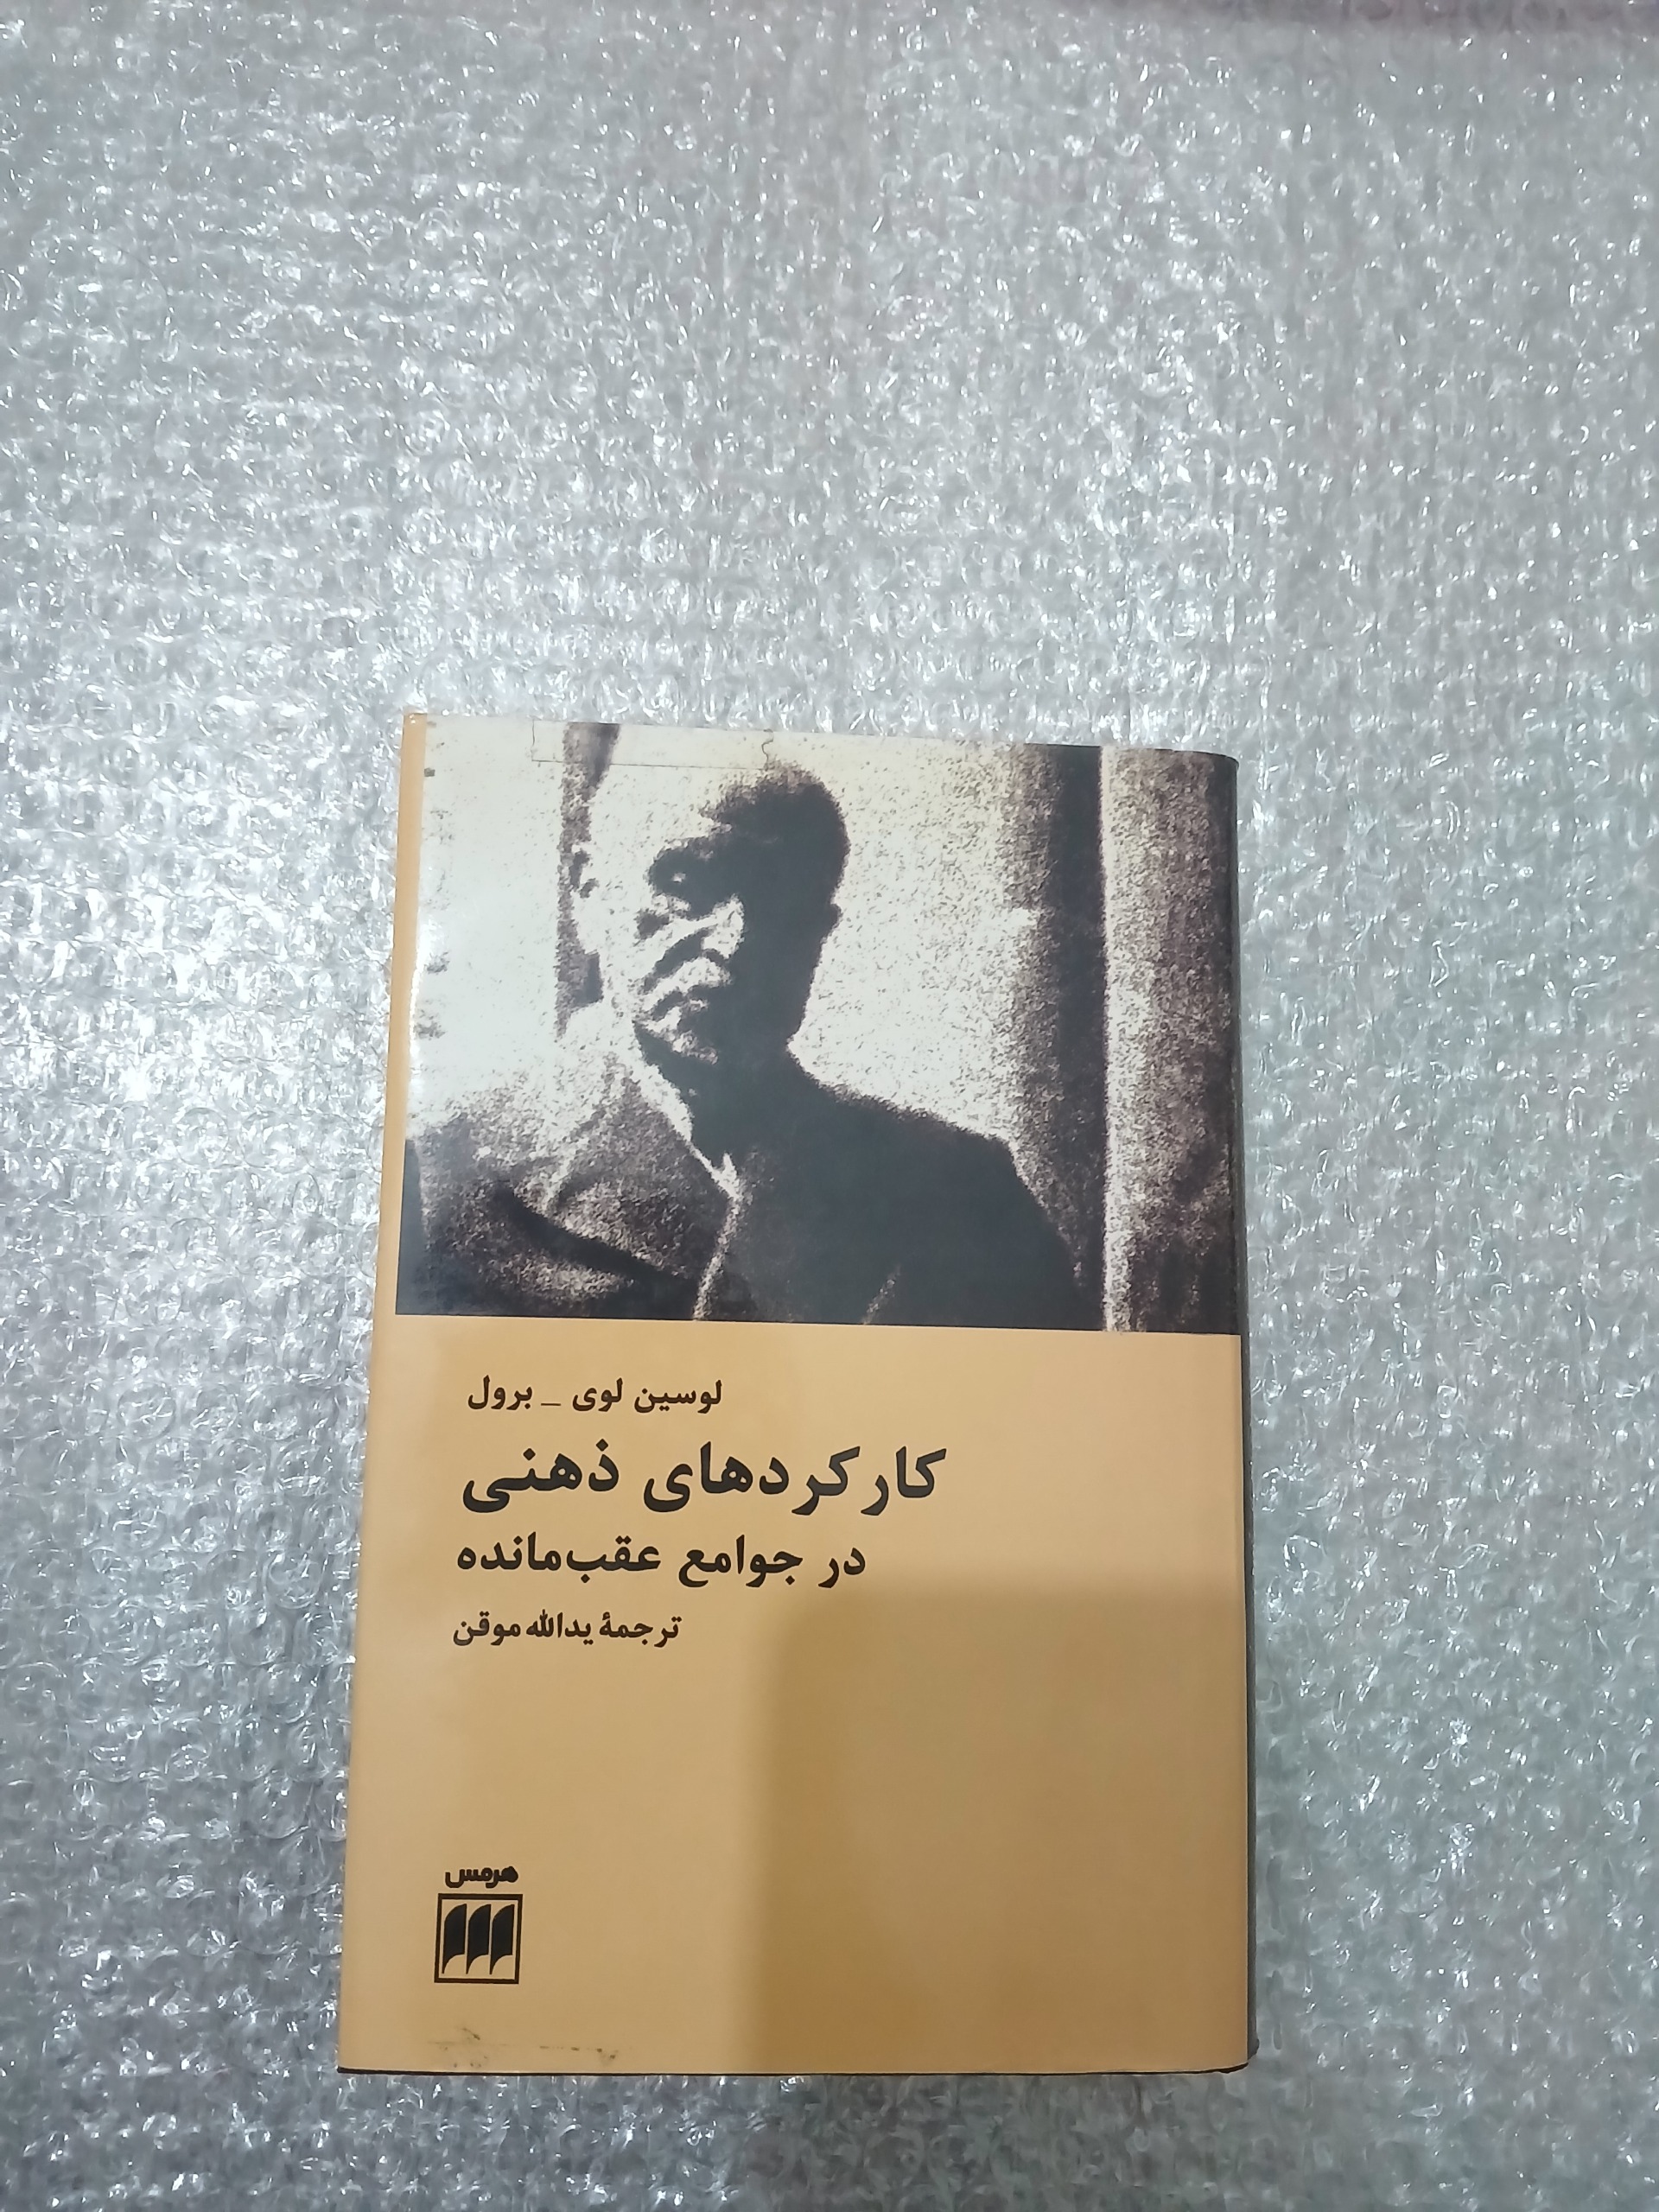 لوسین لوی _ برول
کارکردهای ذهنی
در جوامع عقب‌مانده
ترجمهٔ یدالله موقن
هرمس